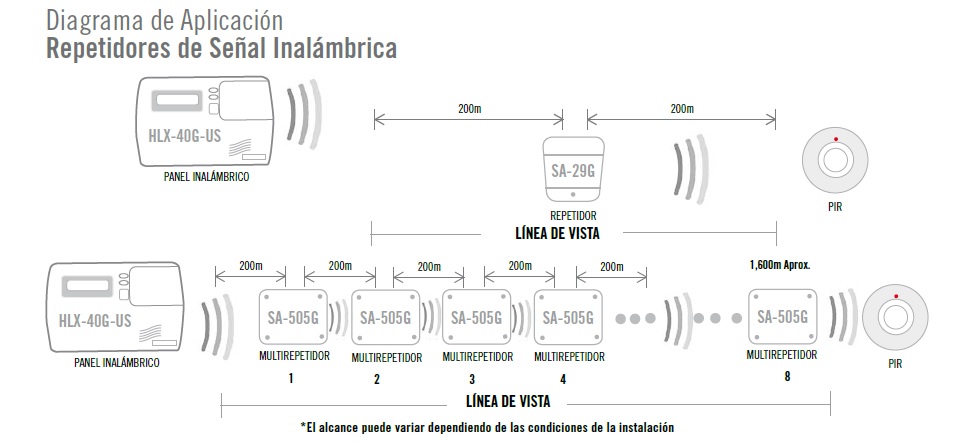 Diagrama de Aplicación
Repetidores de Señal Inalámbrica
200m
200m
HLX-40G-US
SA-29G
PANEL INALÁMBRICO
REPETIDOR
PIR
LÍNEA DE VISTA
200m
200m
200m
200m
200m
1,600m Aprox.
HLX-40G-US
SA-505G
SA-505G
SA-505G
SA-505G
SA-505G
PANEL INALÁMBRICO
MULTIREPETIDOR
MULTIREPETIDOR
MULTIREPETIDOR
MULTIREPETIDOR
MULTIREPETIDOR
PIR
1
2
3
4
8
LÍNEA DE VISTA
*El alcance puede variar dependiendo de las condiciones de la instalación